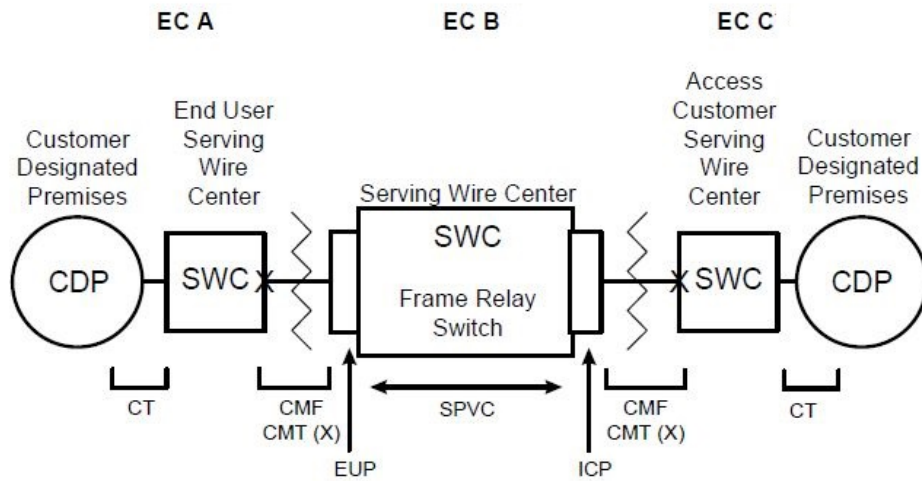 EC A
EC B
EC C
Customer
Designated
Premises
End User
Serving
Wire
Center
Serving Wire Center
Access
Customer
Serving
Wire
Center
Customer
Designated
Premises
CDP
SWC
X
SWC
Frame Relay
Switch
X
SWC
CDP
CT
CMF
CMT (X)
SPVC
CMF
CMT (X)
CT
EUP
ICP